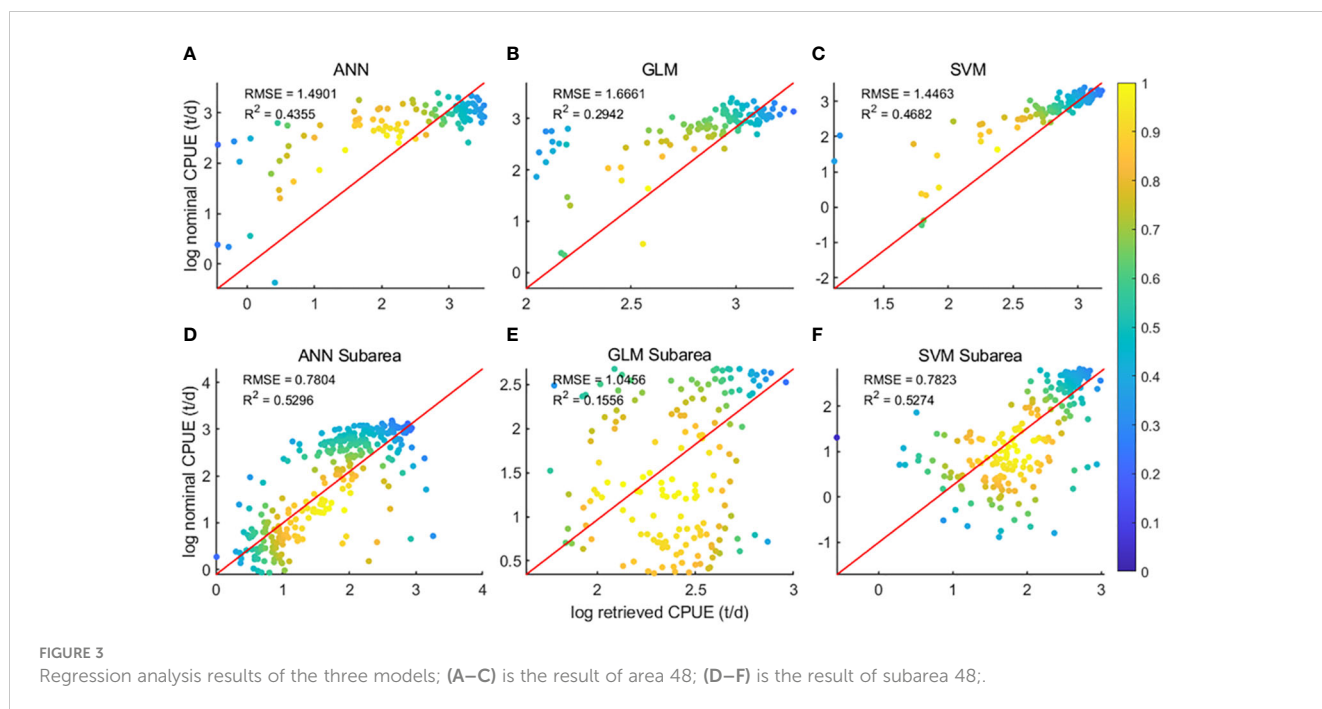 A
ANN
RMSE = 1.4901
R² = 0.4355
log nominal CPUE (t/d)
3
2
1
0
0
1
2
3
B
GLM
RMSE = 1.6661
R² = 0.2942
3
2
1
0
2
2.5
3
C
SVM
RMSE = 1.4463
R² = 0.4682
3
2
1
0
-1
-2
1.5
2
2.5
3
1
0.9
0.8
0.7
0.6
0.5
0.4
0.3
0.2
0.1
0
D
ANN Subarea
RMSE = 0.7804
R² = 0.5296
log nominal CPUE (t/d)
4
3
2
1
0
0
1
2
3
4
E
GLM Subarea
RMSE = 1.0456
R² = 0.1556
2.5
2
1.5
1
0.5
2
2.5
3
log retrieved CPUE (t/d)
F
SVM Subarea
RMSE = 0.7823
R² = 0.5274
2
1
0
-1
0
1
2
3
FIGURE 3
Regression analysis results of the three models; (A–C) is the result of area 48; (D–F) is the result of subarea 48;.